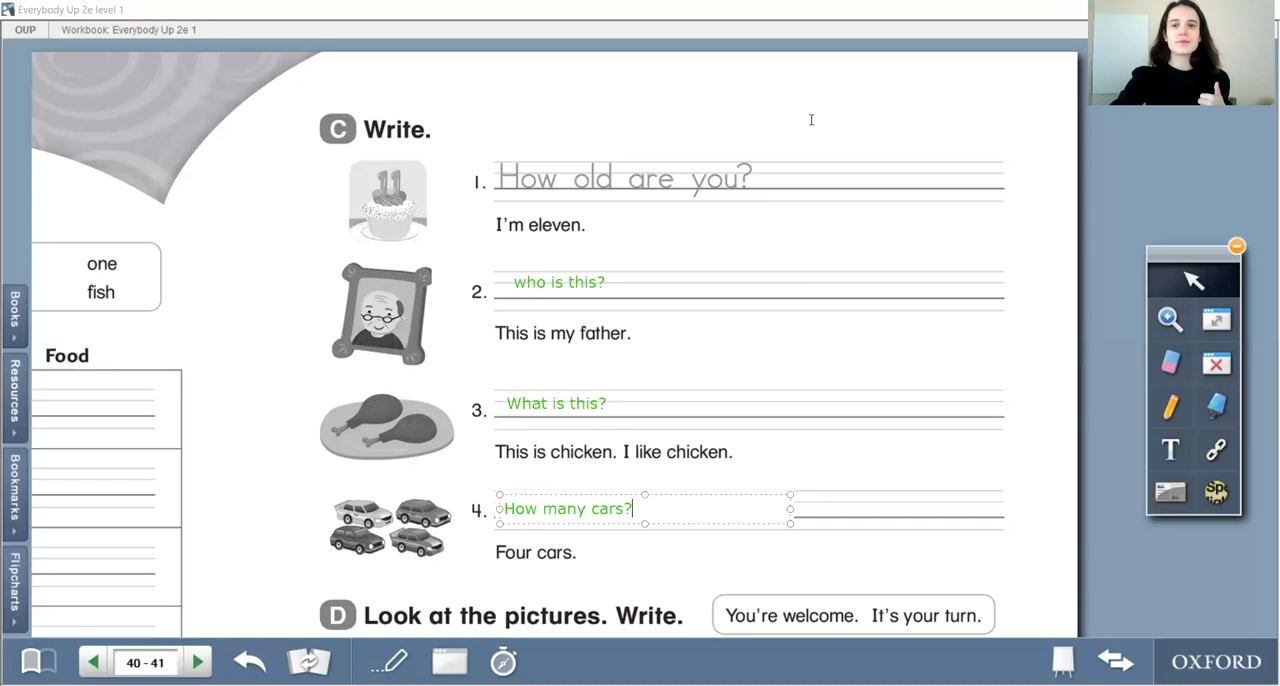 Everybody Up 2e level 1
OUP
Workbook: Everybody Up 2e 1
C Write.
11
1. How old are you?
I'm eleven.
one
fish
2. who is this?
This is my father.
Food
3. What is this?
This is chicken. I like chicken.
4. How many cars?
Four cars.
D Look at the pictures. Write.
You're welcome. It's your turn.
Books
Resources
Bookmarks
Flipcharts
T
sp
40 - 41
OXFORD